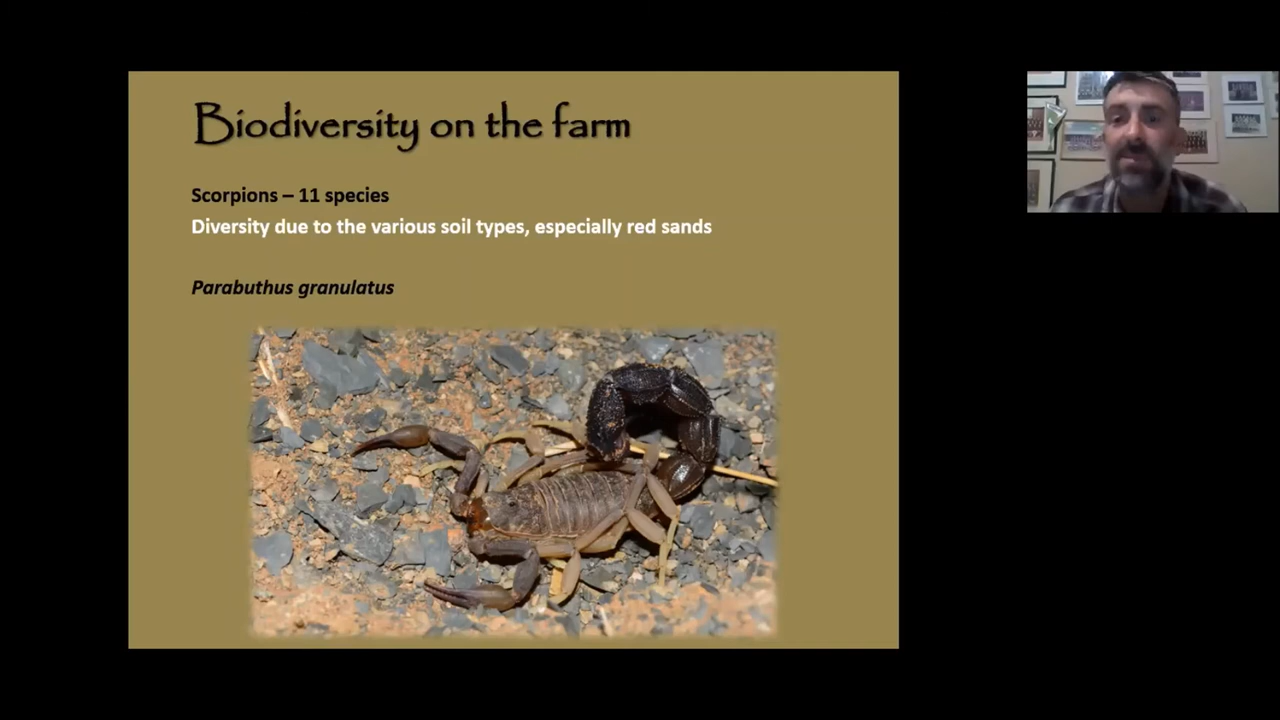 Biodiversity on the farm
Scorpions – 11 species
Diversity due to the various soil types, especially red sands
Parabuthus granulatus